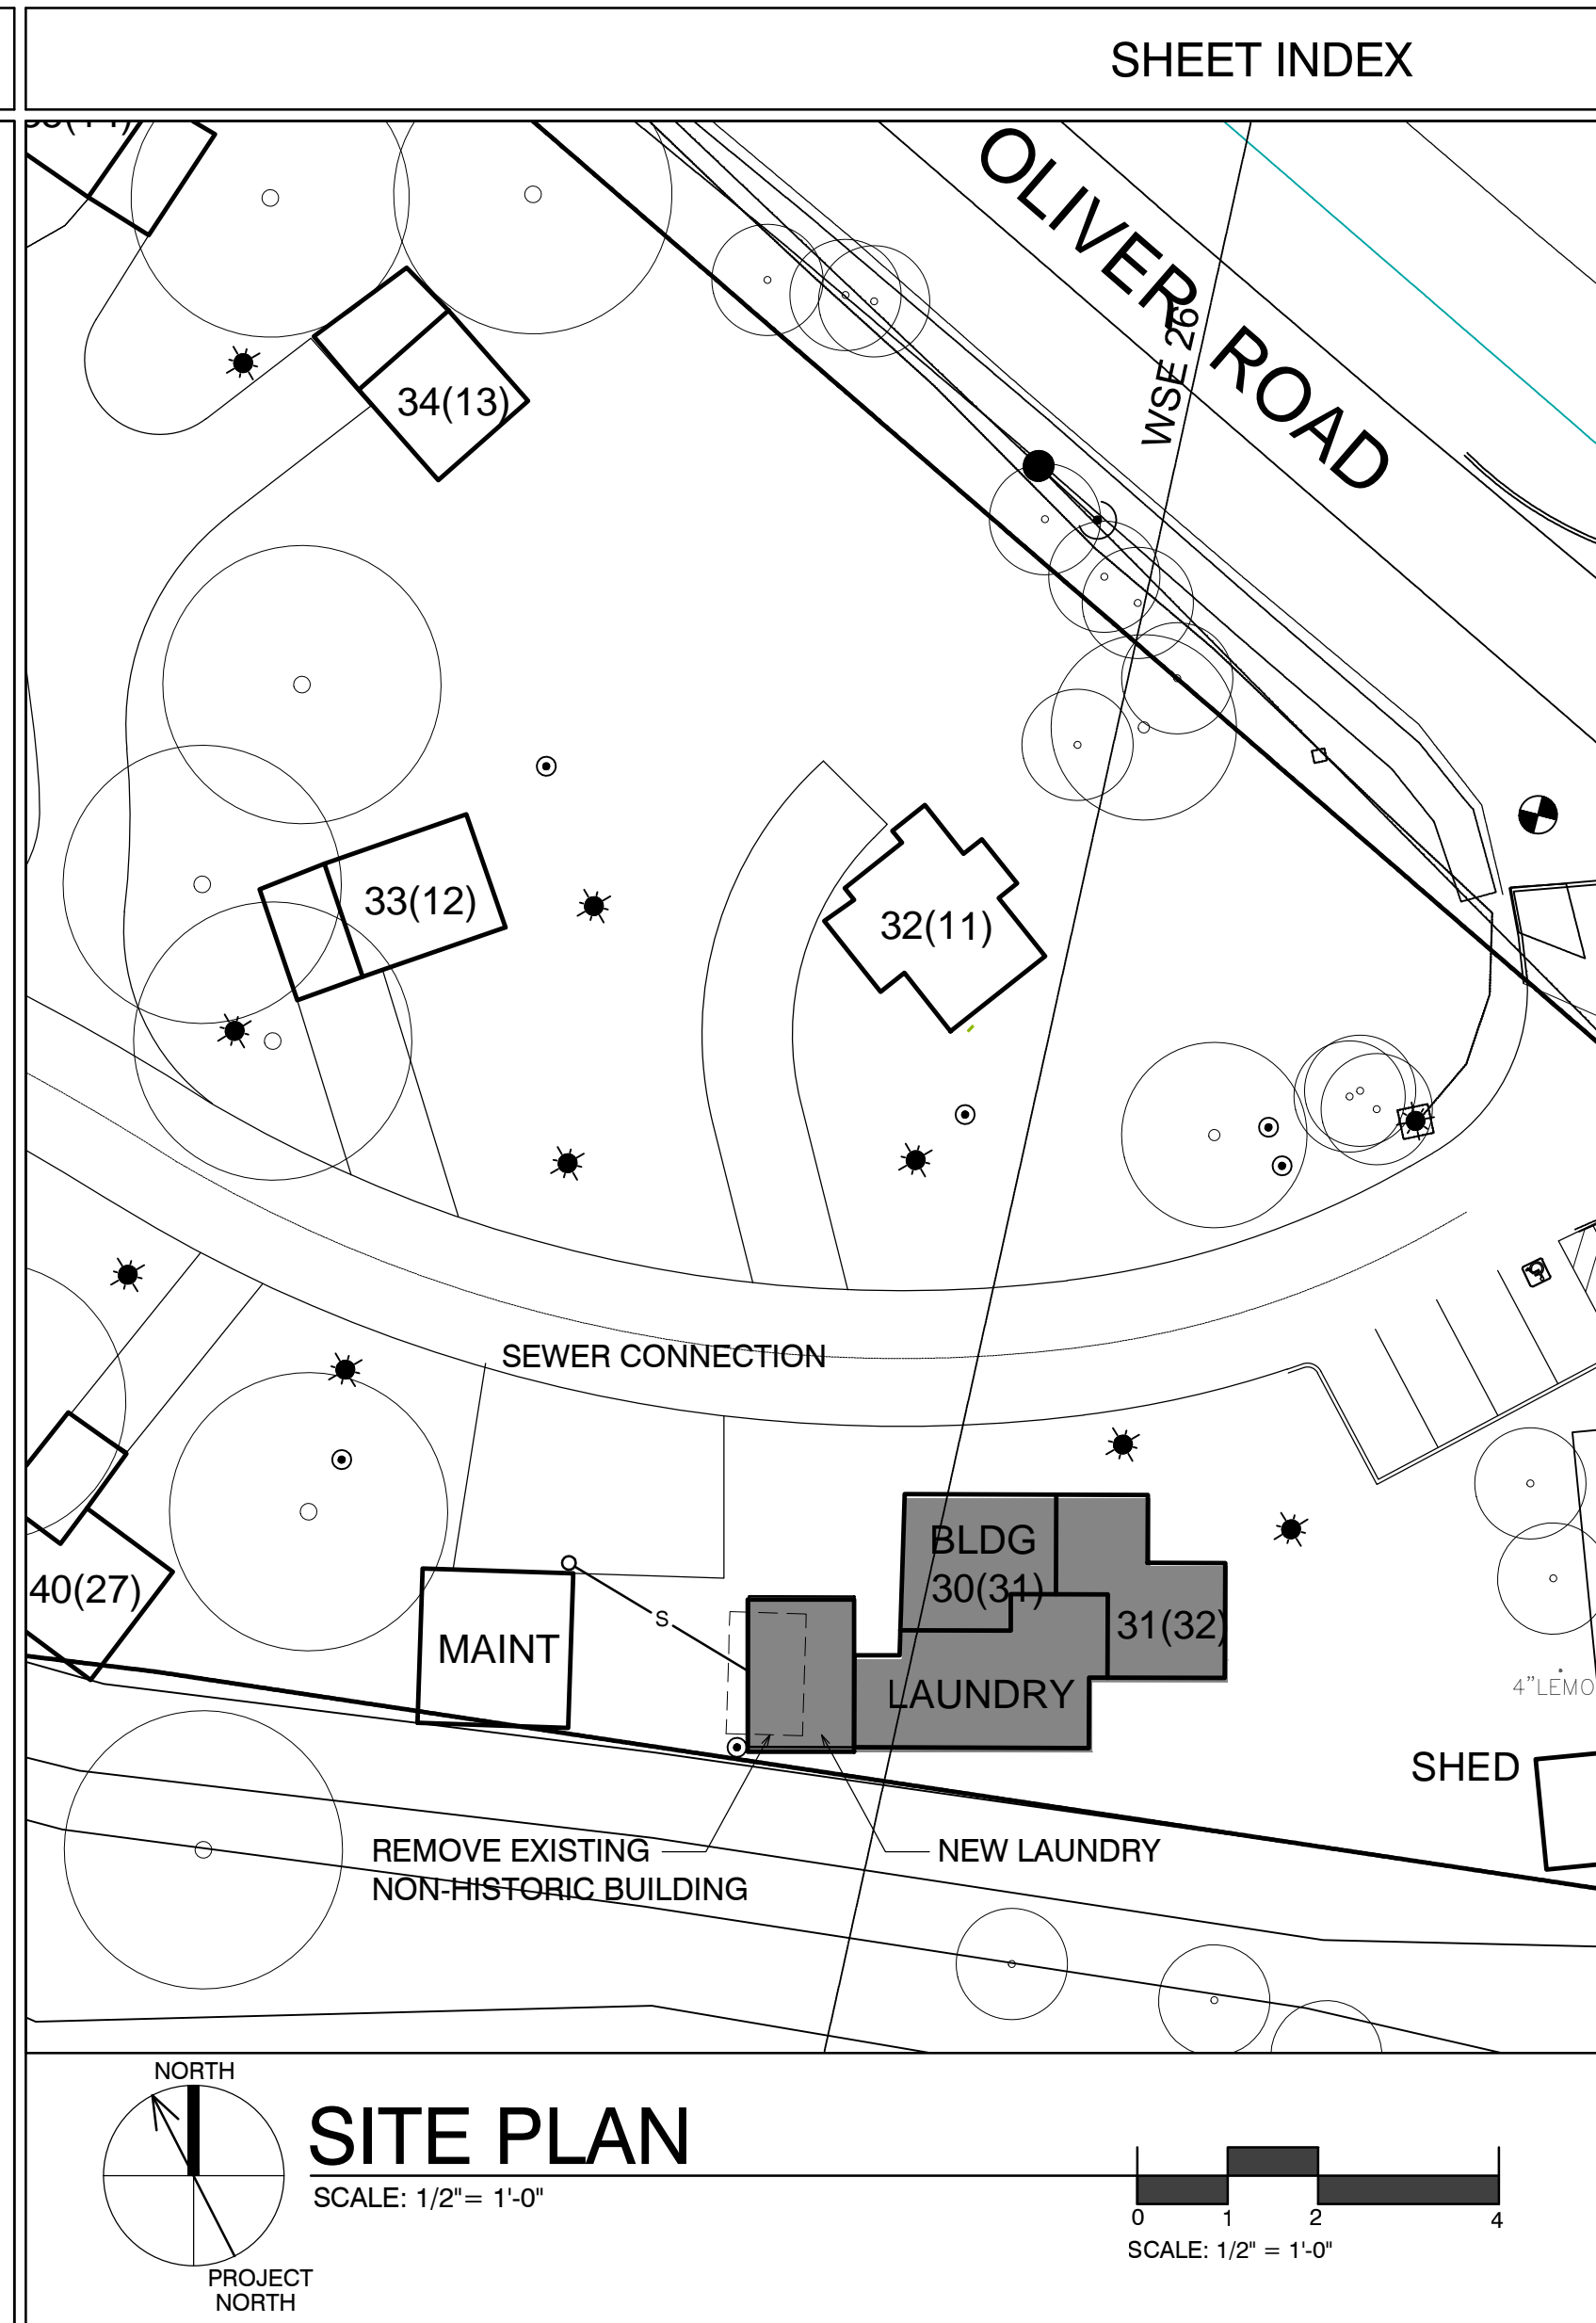 SHEET INDEX
OLIVER ROAD
WSE 26'
34(13)
33(12)
32(11)
SEWER CONNECTION
BLDG
30(31)
31(32)
40(27)
S
MAINT
LAUNDRY
4"LEMO
SHED
REMOVE EXISTING
NON-HISTORIC BUILDING
NEW LAUNDRY
NORTH
SITE PLAN
SCALE: 1/2"= 1'-0"
0 1 2 4
SCALE: 1/2" = 1'-0"
PROJECT
NORTH